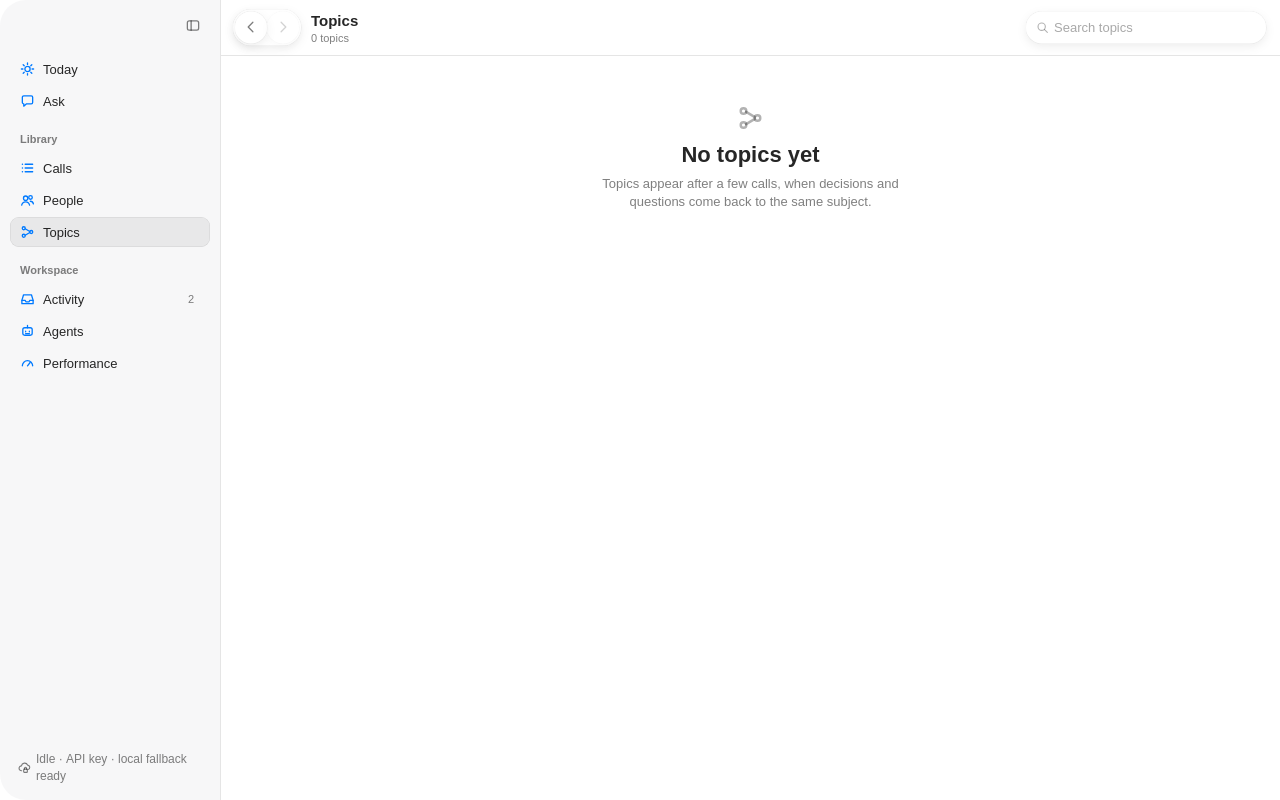 Topics
0 topics
Search topics
Today
Ask
Library
Calls
People
Topics
Workspace
Activity 2
Agents
Performance
No topics yet
Topics appear after a few calls, when decisions and
questions come back to the same subject.
Idle · API key · local fallback
ready